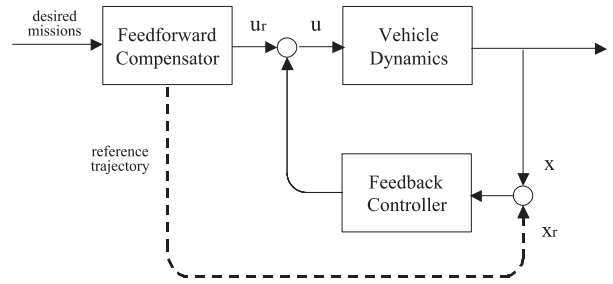 desired
missions
Feedforward
Compensator
ur
u
Vehicle
Dynamics
reference
trajectory
Feedback
Controller
x
xr